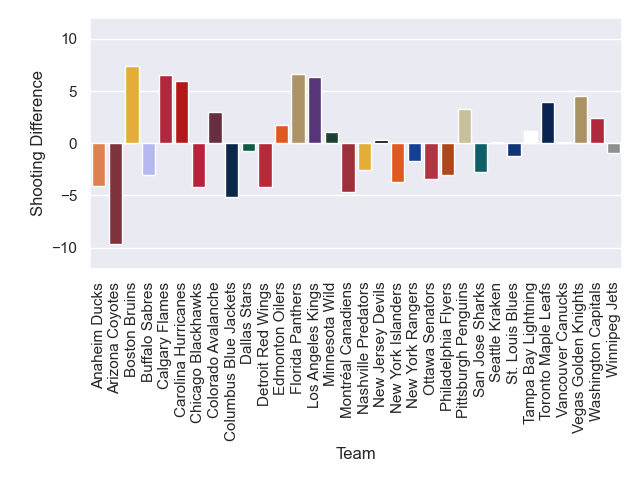 Shooting Difference
10
5
0
−5
−10
Anaheim Ducks
Arizona Coyotes
Boston Bruins
Buffalo Sabres
Calgary Flames
Carolina Hurricanes
Chicago Blackhawks
Colorado Avalanche
Columbus Blue Jackets
Dallas Stars
Detroit Red Wings
Edmonton Oilers
Florida Panthers
Los Angeles Kings
Minnesota Wild
Montréal Canadiens
Nashville Predators
New Jersey Devils
New York Islanders
New York Rangers
Ottawa Senators
Philadelphia Flyers
Pittsburgh Penguins
San Jose Sharks
Seattle Kraken
St. Louis Blues
Tampa Bay Lightning
Toronto Maple Leafs
Vancouver Canucks
Vegas Golden Knights
Washington Capitals
Winnipeg Jets
Team